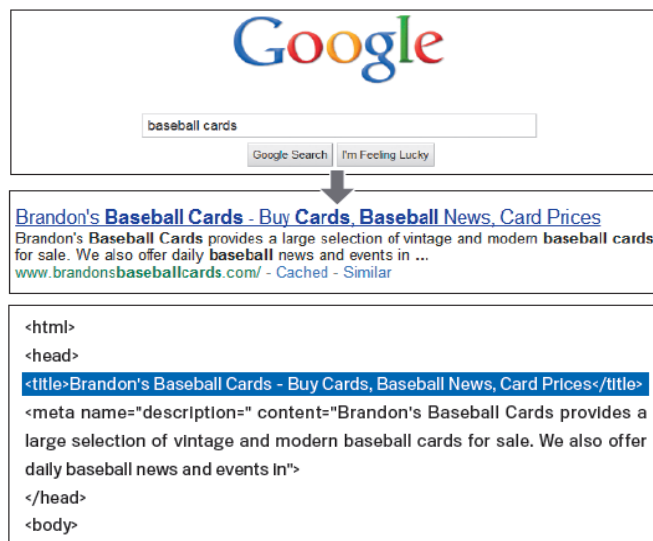 Google
baseball cards
Google Search I'm Feeling Lucky
Brandon's Baseball Cards - Buy Cards, Baseball News, Card Prices
Brandon's Baseball Cards provides a large selection of vintage and modern baseball cards
for sale. We also offer daily baseball news and events in ...
www.brandonsbaseballcards.com/ - Cached - Similar
<html>
<head>
<title>Brandon's Baseball Cards - Buy Cards, Baseball News, Card Prices</title>
<meta name="description=" content="Brandon's Baseball Cards provides a
large selection of vintage and modern baseball cards for sale. We also offer
daily baseball news and events in">
</head>
<body>